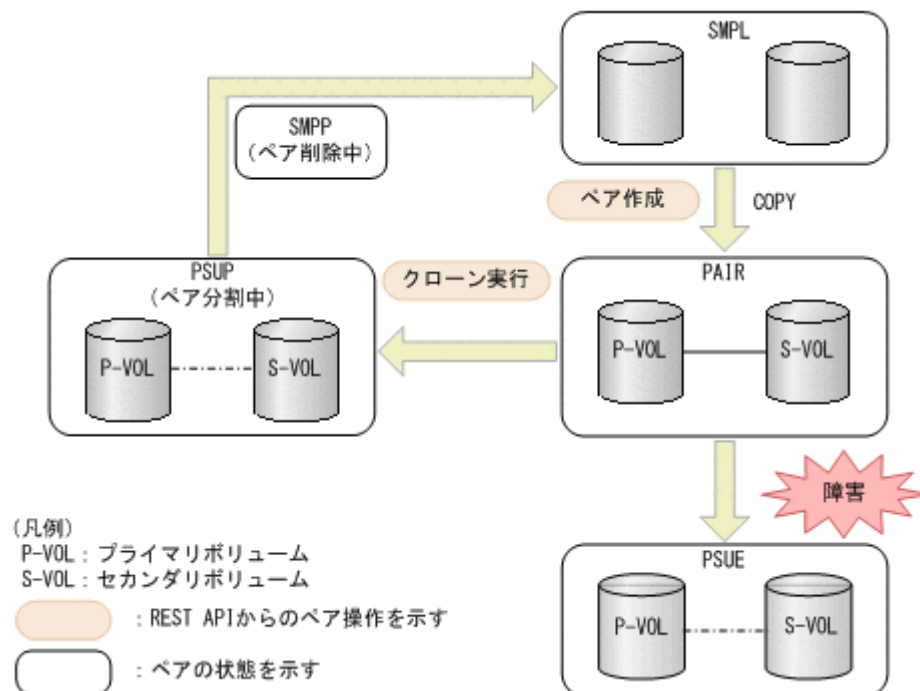 SMPL
SMPP
(ペア削除中)
ペア作成
COPY
PSUP
(ペア分割中)
P-VOL
S-VOL
クローン実行
PAIR
P-VOL
S-VOL
障害
PSUE
P-VOL
S-VOL
(凡例)
P-VOL:プライマリボリューム
S-VOL:セカンダリボリューム
:REST APIからのペア操作を示す
:ペアの状態を示す